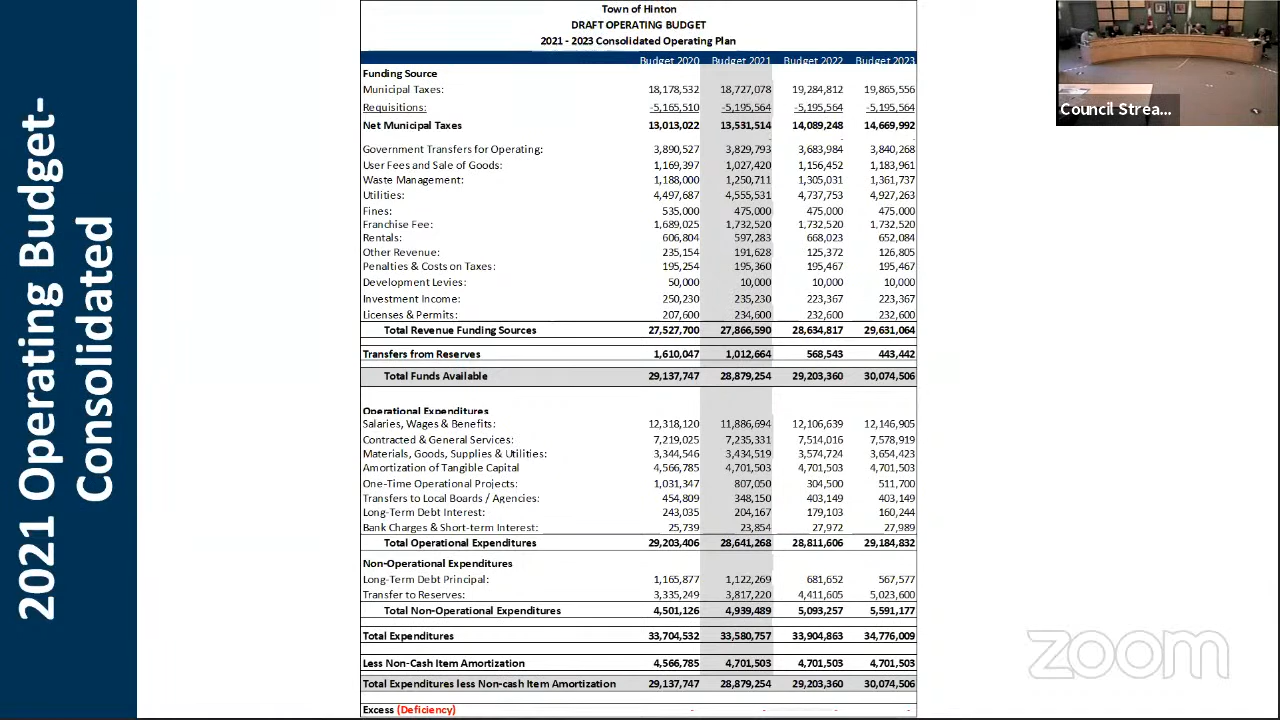 2021 Operating Budget-
Consolidated
Town of Hinton
DRAFT OPERATING BUDGET
2021 - 2023 Consolidated Operating Plan
Budget 2020 Budget 2021 Budget 2022 Budget 2023
Funding Source
Municipal Taxes: 18,178,532 18,727,078 19,284,812 19,865,556
Requisitions: -5,165,510 -5,195,564 -5,195,564 -5,195,564
Net Municipal Taxes 13,013,022 13,531,514 14,089,248 14,669,992
Government Transfers for Operating: 3,890,527 3,829,793 3,683,984 3,840,268
User Fees and Sale of Goods: 1,169,397 1,027,420 1,156,452 1,183,961
Waste Management: 1,188,000 1,250,711 1,305,031 1,361,737
Utilities: 4,497,687 4,555,531 4,737,753 4,927,263
Fines: 535,000 475,000 475,000 475,000
Franchise Fee: 1,689,025 1,732,520 1,732,520 1,732,520
Rentals: 606,804 597,283 668,023 652,084
Other Revenue: 235,154 191,628 125,372 126,805
Penalties & Costs on Taxes: 195,254 195,360 195,467 195,467
Development Levies: 50,000 10,000 10,000 10,000
Investment Income: 250,230 235,230 223,367 223,367
Licenses & Permits: 207,600 234,600 232,600 232,600
Total Revenue Funding Sources 27,527,700 27,866,590 28,634,817 29,631,064
Transfers from Reserves 1,610,047 1,012,664 568,543 443,442
Total Funds Available 29,137,747 28,879,254 29,203,360 30,074,506
Operational Expenditures
Salaries, Wages & Benefits: 12,318,120 11,886,694 12,106,639 12,146,905
Contracted & General Services: 7,219,025 7,235,331 7,514,016 7,578,919
Materials, Goods, Supplies & Utilities: 3,344,546 3,434,519 3,574,724 3,654,423
Amortization of Tangible Capital 4,566,785 4,701,503 4,701,503 4,701,503
One-Time Operational Projects: 1,031,347 807,050 304,500 511,700
Transfers to Local Boards / Agencies: 454,809 348,150 403,149 403,149
Long-Term Debt Interest: 243,035 204,167 179,103 160,244
Bank Charges & Short-term Interest: 25,739 23,854 27,972 27,989
Total Operational Expenditures 29,203,406 28,641,268 28,811,606 29,184,832
Non-Operational Expenditures
Long-Term Debt Principal: 1,165,877 1,122,269 681,652 567,577
Transfer to Reserves: 3,335,249 3,817,220 4,411,605 5,023,600
Total Non-Operational Expenditures 4,501,126 4,939,489 5,093,257 5,591,177
Total Expenditures 33,704,532 33,580,757 33,904,863 34,776,009
Less Non-Cash Item Amortization 4,566,785 4,701,503 4,701,503 4,701,503
Total Expenditures less Non-cash Item Amortization 29,137,747 28,879,254 29,203,360 30,074,506
Excess (Deficiency) - - - -
Council Strea...
zoom